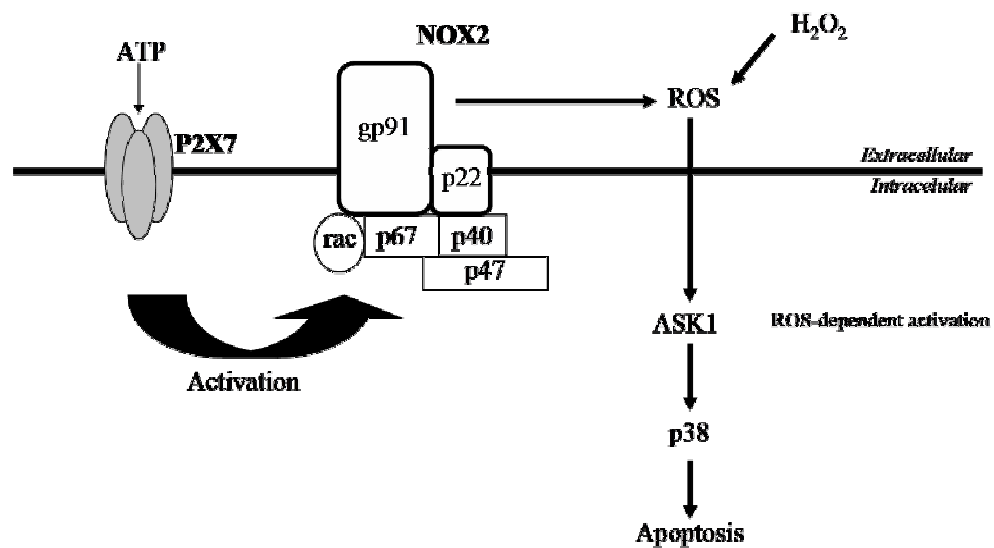 NOX2
H₂O₂
ATP
ROS
gp91
P2X7
p22
Extracellular
Intracelular
rac
p67
p40
p47
ASK1
ROS-dependent activation
Activation
p38
Apoptosis